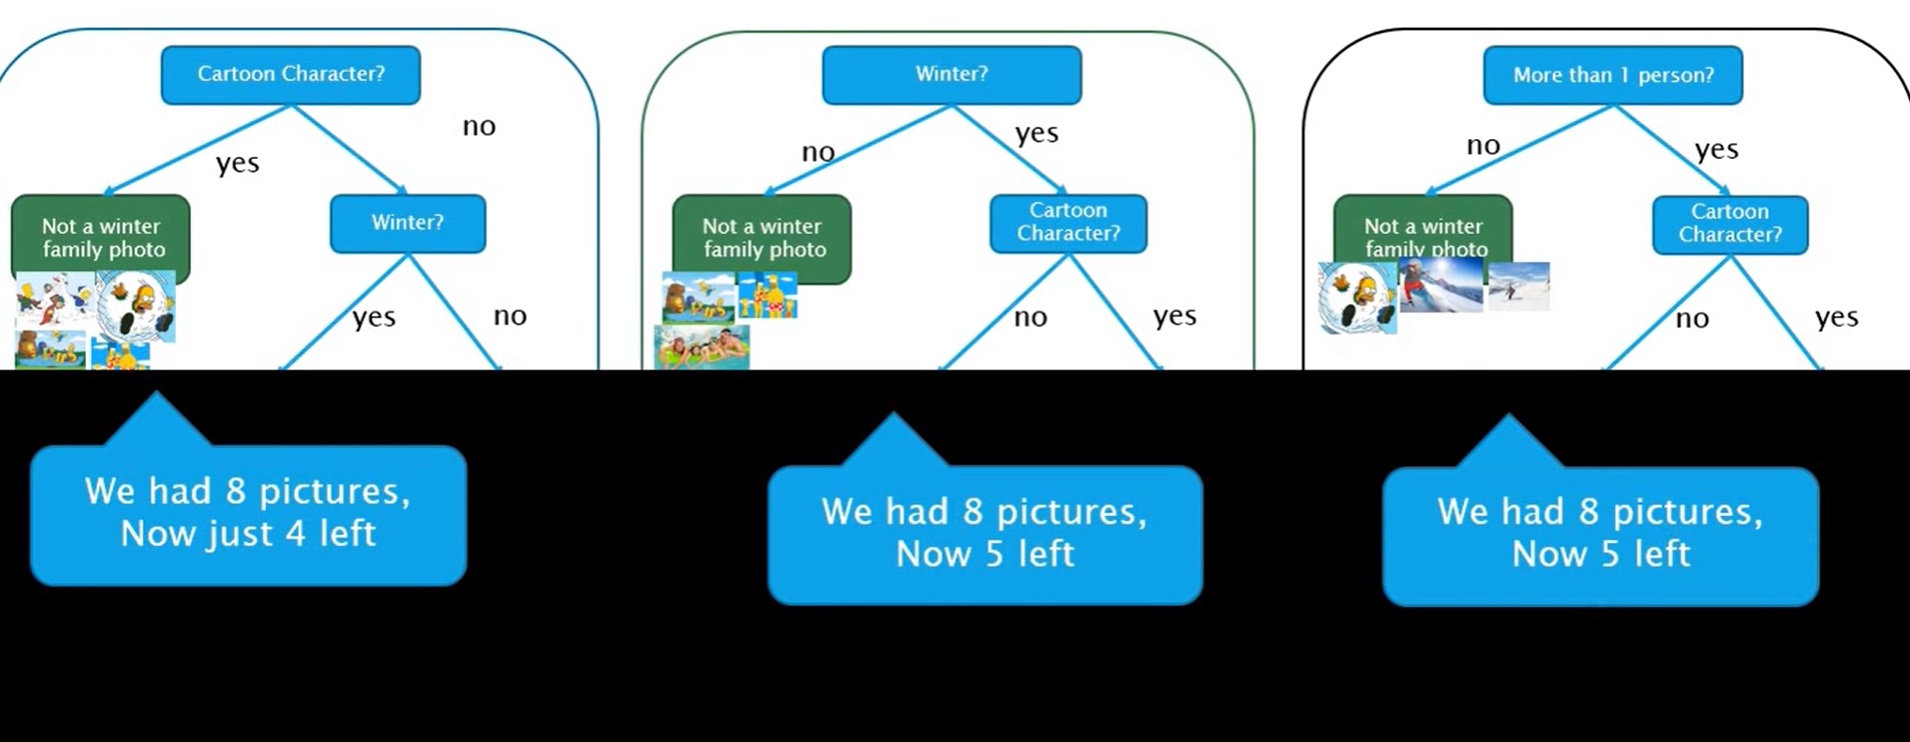 Cartoon Character?
no
yes
Not a winter
family photo
Winter?
yes
no
We had 8 pictures,
Now just 4 left
Winter?
yes
no
Not a winter
family photo
Cartoon
Character?
no
yes
We had 8 pictures,
Now 5 left
More than 1 person?
no
yes
Not a winter
family photo
Cartoon
Character?
no
yes
We had 8 pictures,
Now 5 left